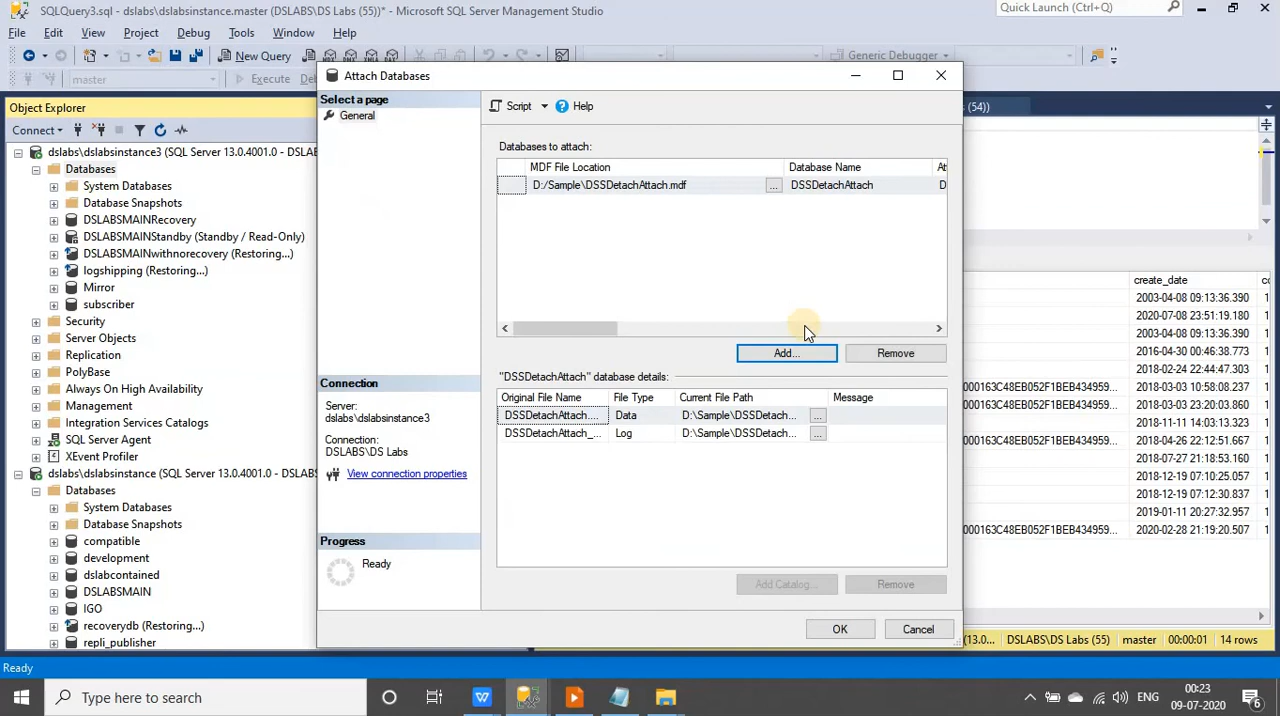 SQLQuery3.sql - dslabs\dslabsinstance.master (DSLABS\DS Labs (55))* - Microsoft SQL Server Management Studio
Quick Launch (Ctrl+Q)
File Edit View Project Debug Tools Window Help
New Query
Generic Debugger
master
Execute
Attach Databases
Object Explorer
Connect
dslabs\dslabsinstance3 (SQL Server 13.0.4001.0 - DSLAB
Databases
System Databases
Database Snapshots
DSLABSMAINRecovery
DSLABSMAINStandby (Standby / Read-Only)
DSLABSMAINwithnorecovery (Restoring...)
logshipping (Restoring...)
Mirror
subscriber
Security
Server Objects
Replication
PolyBase
Always On High Availability
Management
Integration Services Catalogs
SQL Server Agent
XEvent Profiler
dslabs\dslabsinstance (SQL Server 13.0.4001.0 - DSLABS
Databases
System Databases
Database Snapshots
compatible
development
dslabcontained
DSLABSMAIN
IGO
recoverydb (Restoring...)
repli_publisher
Select a page
General
Connection
Server:
dslabs\dslabsinstance3
Connection:
DSLABS\DS Labs
View connection properties
Progress
Ready
Script Help
Databases to attach:
MDF File Location Database Name
D:/Sample\DSSDetachAttach.mdf ... DSSDetachAttach
Add... Remove
"DSSDetachAttach" database details:
Original File Name File Type Current File Path Message
DSSDetachAttach.... Data D:\Sample\DSSDetach... ...
DSSDetachAttach_... Log D:\Sample\DSSDetach... ...
Add Catalog... Remove
OK Cancel
(54))
create_date
2003-04-08 09:13:36.390
2020-07-08 23:51:19.180
2003-04-08 09:13:36.390
2016-04-30 00:46:38.773
2018-02-24 22:44:47.303
000163C48EB052F1BEB434959... 2018-03-03 10:58:08.237
000163C48EB052F1BEB434959... 2018-03-03 23:20:03.860
2018-11-11 14:03:13.323
000163C48EB052F1BEB434959... 2018-04-26 22:12:51.667
2018-07-27 21:18:53.160
2018-12-19 07:10:25.057
2018-12-19 07:12:30.837
2019-01-11 20:27:32.957
000163C48EB052F1BEB434959... 2020-02-28 21:19:20.507
(13.0... DSLABS\DS Labs (55) master 00:00:01 14 rows
Ready
Type here to search
ENG
00:23
09-07-2020
6